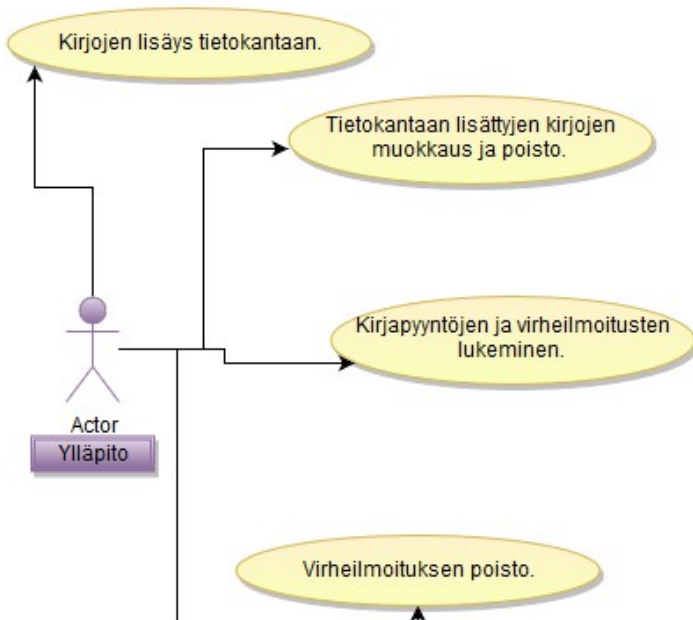 Kirjojen lisäys tietokantaan.
Tietokantaan lisättyjen kirjojen
muokkaus ja poisto.
Kirjapyyntöjen ja virheilmoitusten
lukeminen.
Actor
Ylläpito
Virheilmoituksen poisto.